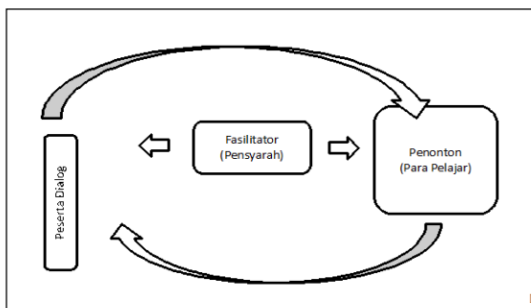 Peserta Dialog
Fasilitator
(Pensyarah)
Penonton
(Para Pelajar)